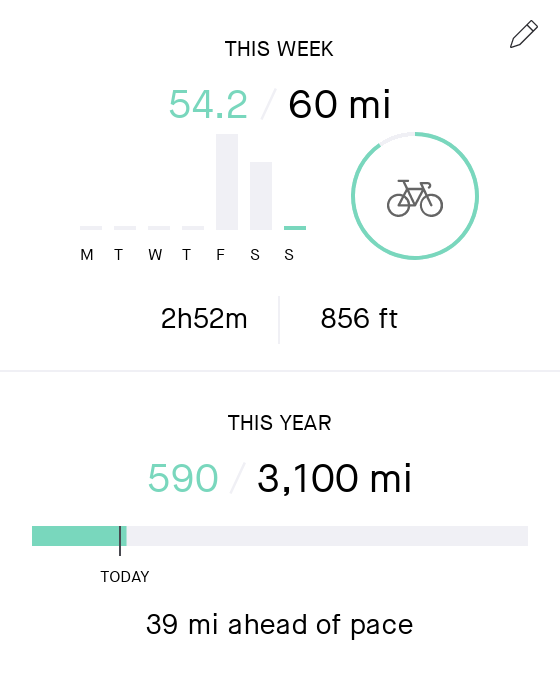 THIS WEEK
54.2 / 60 mi
M T W T F S S
2h52m 856 ft
THIS YEAR
590 / 3,100 mi
TODAY
39 mi ahead of pace